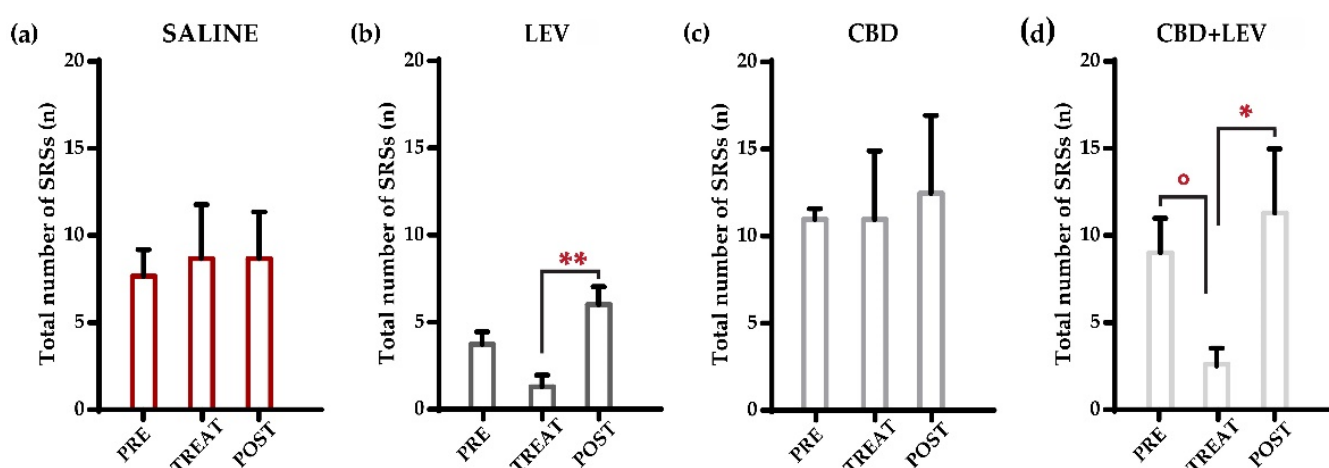 (a) SALINE
Total number of SRSs (n)
20
15
10
5
0
PRE
TREAT
POST
(b) LEV
Total number of SRSs (n)
20
15
10
5
0
**
PRE
TREAT
POST
(c) CBD
Total number of SRSs (n)
20
15
10
5
0
PRE
TREAT
POST
(d) CBD+LEV
Total number of SRSs (n)
20
15
10
5
0
°
*
PRE
TREAT
POST